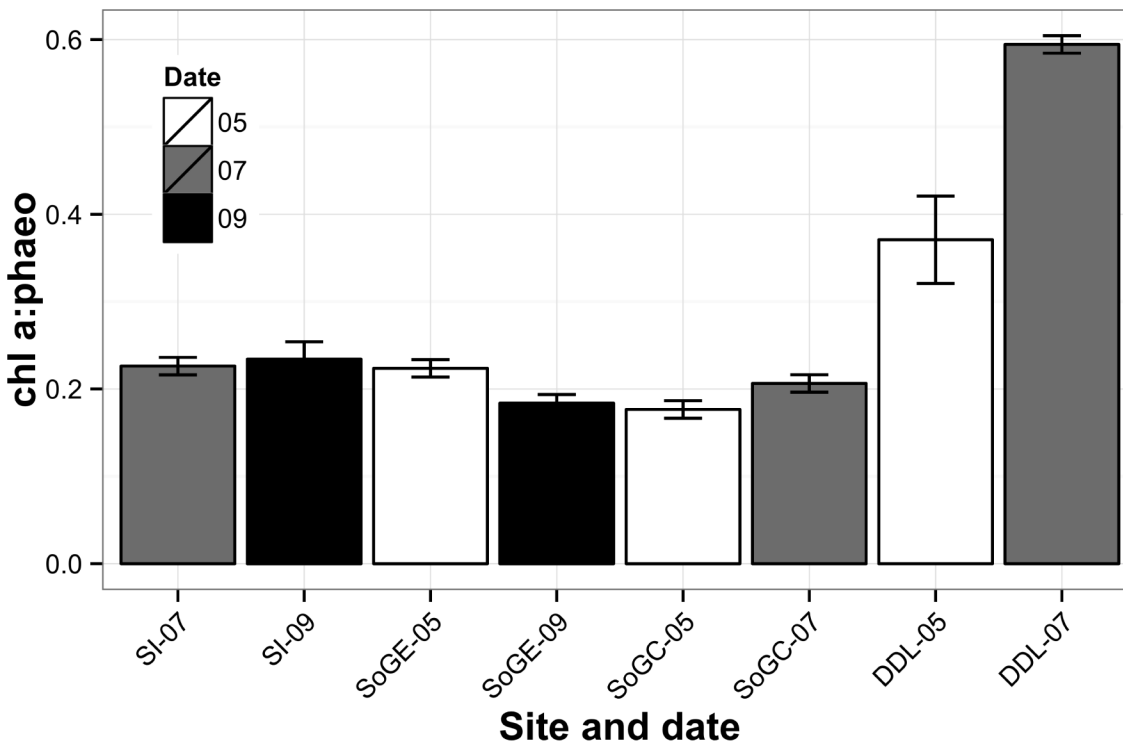 0.6
0.4
0.2
0.0
chl a:phaeo
Date
05
07
09
SI-07
SI-09
SoGE-05
SoGE-09
SoGC-05
SoGC-07
DDL-05
DDL-07
Site and date